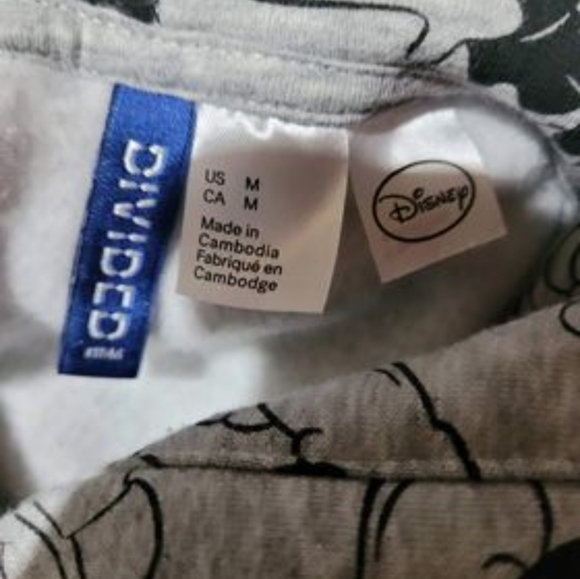 DIVIDED
US M
CA M
Made in
Cambodia
Fabriqué en
Cambodge
Disney